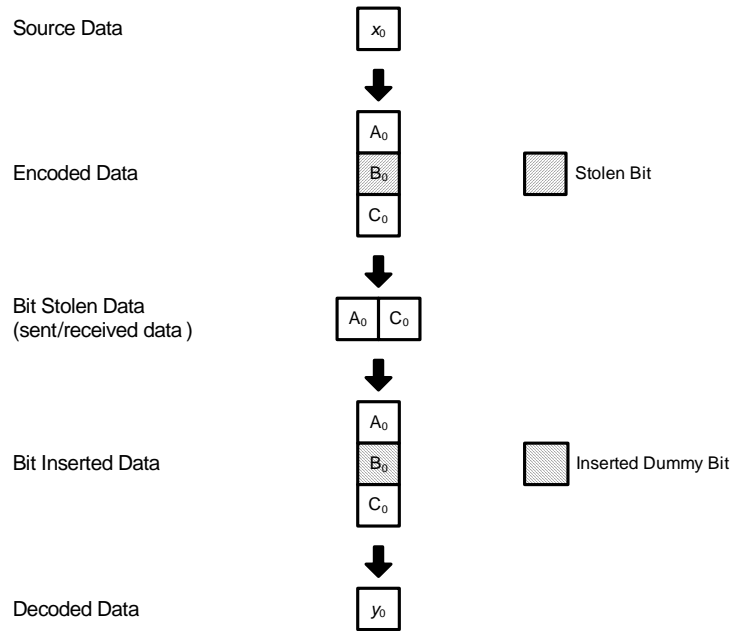 Source Data
x₀
A₀
Encoded Data
B₀
Stolen Bit
C₀
Bit Stolen Data
(sent/received data )
A₀ C₀
A₀
Bit Inserted Data
B₀
Inserted Dummy Bit
C₀
Decoded Data
y₀